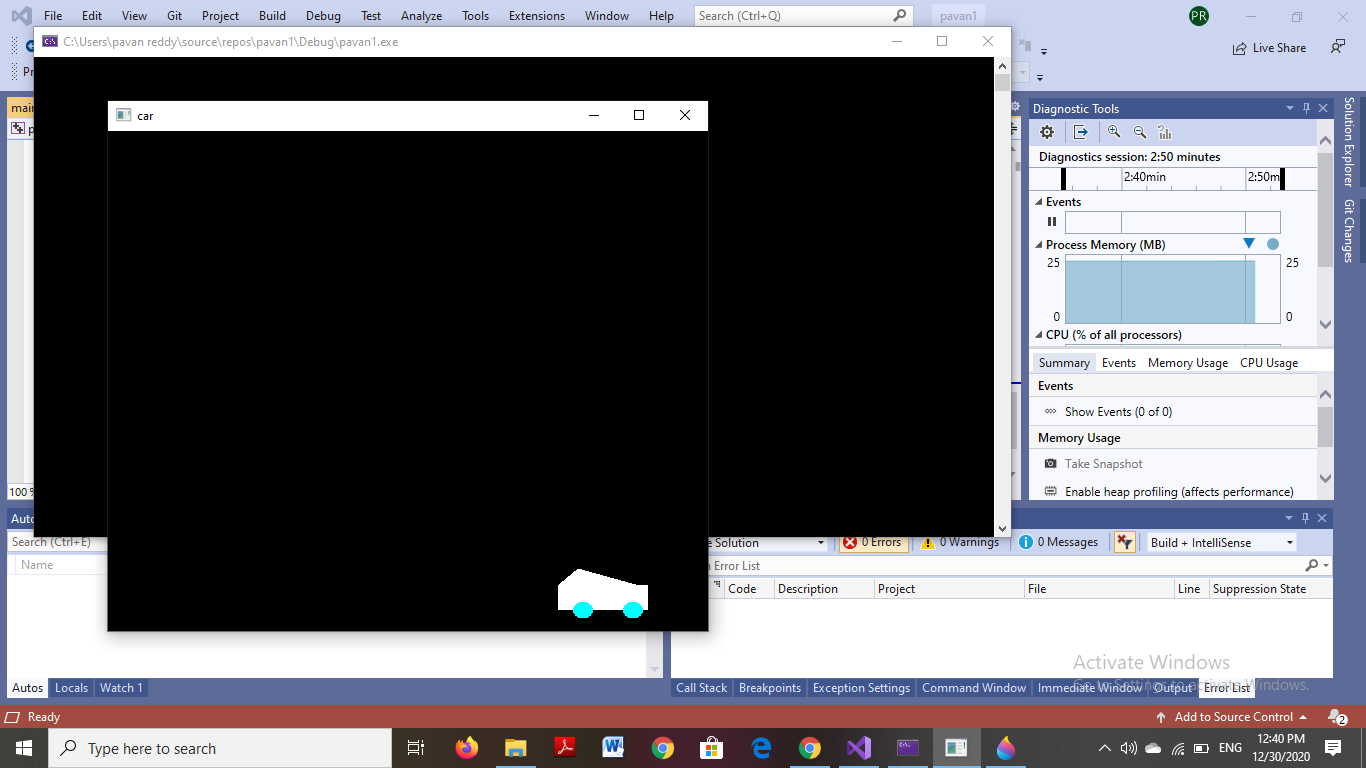 File Edit View Git Project Build Debug Test Analyze Tools Extensions Window Help Search (Ctrl+Q) pavan1 PR
C:\Users\pavan reddy\source\repos\pavan1\Debug\pavan1.exe
Live Share
Pr
main
car
Diagnostic Tools
Diagnostics session: 2:50 minutes
2:40min 2:50m
Events
Process Memory (MB)
25 25
0 0
CPU (% of all processors)
Summary Events Memory Usage CPU Usage
Events
Show Events (0 of 0)
Memory Usage
Take Snapshot
Enable heap profiling (affects performance)
Solution Explorer
Git Changes
100 %
Auto
Search (Ctrl+E)
Name
e Solution 0 Errors 0 Warnings 0 Messages Build + IntelliSense
Error List
Code Description Project File Line Suppression State
Activate Windows
Go to Settings to activate Windows.
Autos Locals Watch 1
Call Stack Breakpoints Exception Settings Command Window Immediate Window Output Error List
Ready
Add to Source Control 2
Type here to search
ENG
12:40 PM
12/30/2020